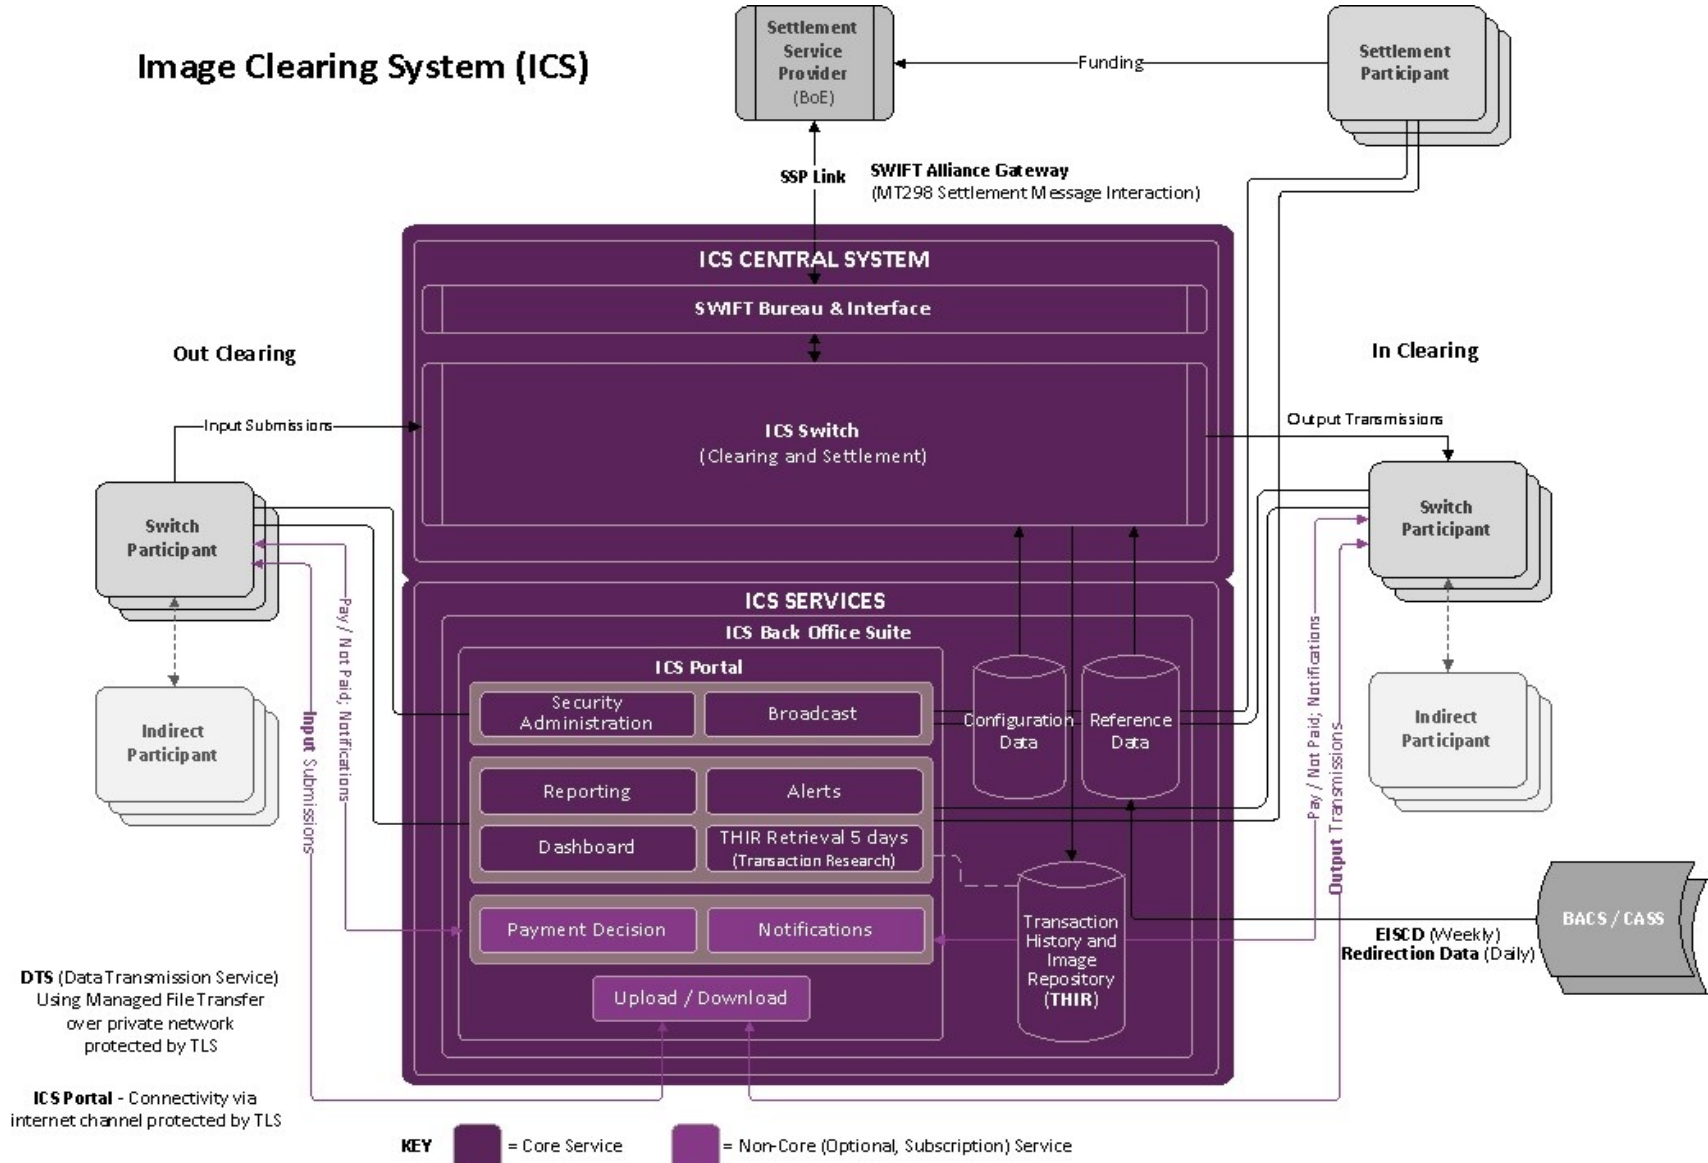 Image Clearing System (ICS)
Settlement
Service
Provider
(BoE)
Funding
Settlement
Participant
SSP Link
SWIFT Alliance Gateway
(MT298 Settlement Message Interaction)
ICS CENTRAL SYSTEM
SWIFT Bureau & Interface
Out Clearing
In Clearing
Input Submissions
ICS Switch
(Clearing and Settlement)
Output Transmissions
Switch
Participant
Switch
Participant
Pay / Not Paid; Notifications
Input Submissions
Pay / Not Paid; Notifications
Output Transmissions
Indirect
Participant
Indirect
Participant
ICS SERVICES
ICS Back Office Suite
ICS Portal
Security
Administration
Broadcast
Configuration
Data
Reference
Data
Reporting
Alerts
Dashboard
THIR Retrieval 5 days
(Transaction Research)
Payment Decision
Notifications
Transaction
History and
Image
Repository
(THIR)
Upload / Download
BACS / CASS
EISCD (Weekly)
Redirection Data (Daily)
DTS (Data Transmission Service)
Using Managed File Transfer
over private network
protected by TLS
ICS Portal - Connectivity via
internet channel protected by TLS
KEY
= Core Service
= Non-Core (Optional, Subscription) Service